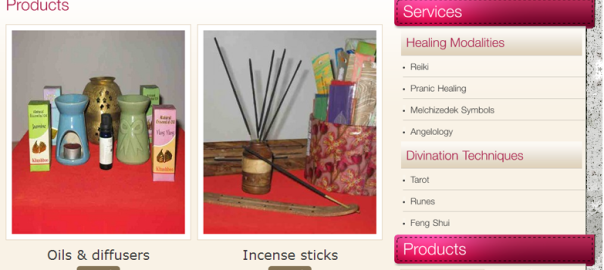 Products
Oils & diffusers
Incense sticks
Services
Healing Modalities
Reiki
Pranic Healing
Melchizedek Symbols
Angelology
Divination Techniques
Tarot
Runes
Feng Shui
Products